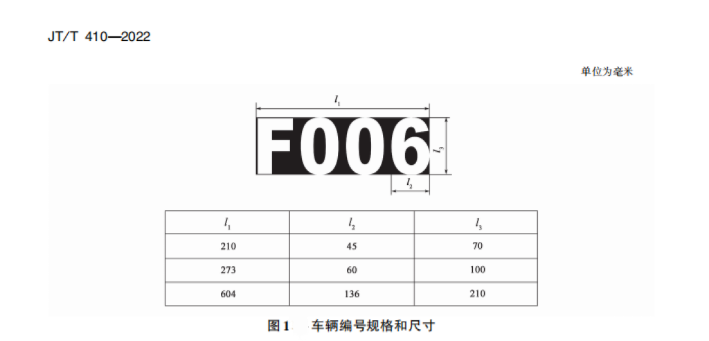 JT/T 410—2022
单位为毫米
l₁
F006
l₃
l₂
l₁ l₂ l₃
210 45 70
273 60 100
604 136 210
图1 车辆编号规格和尺寸